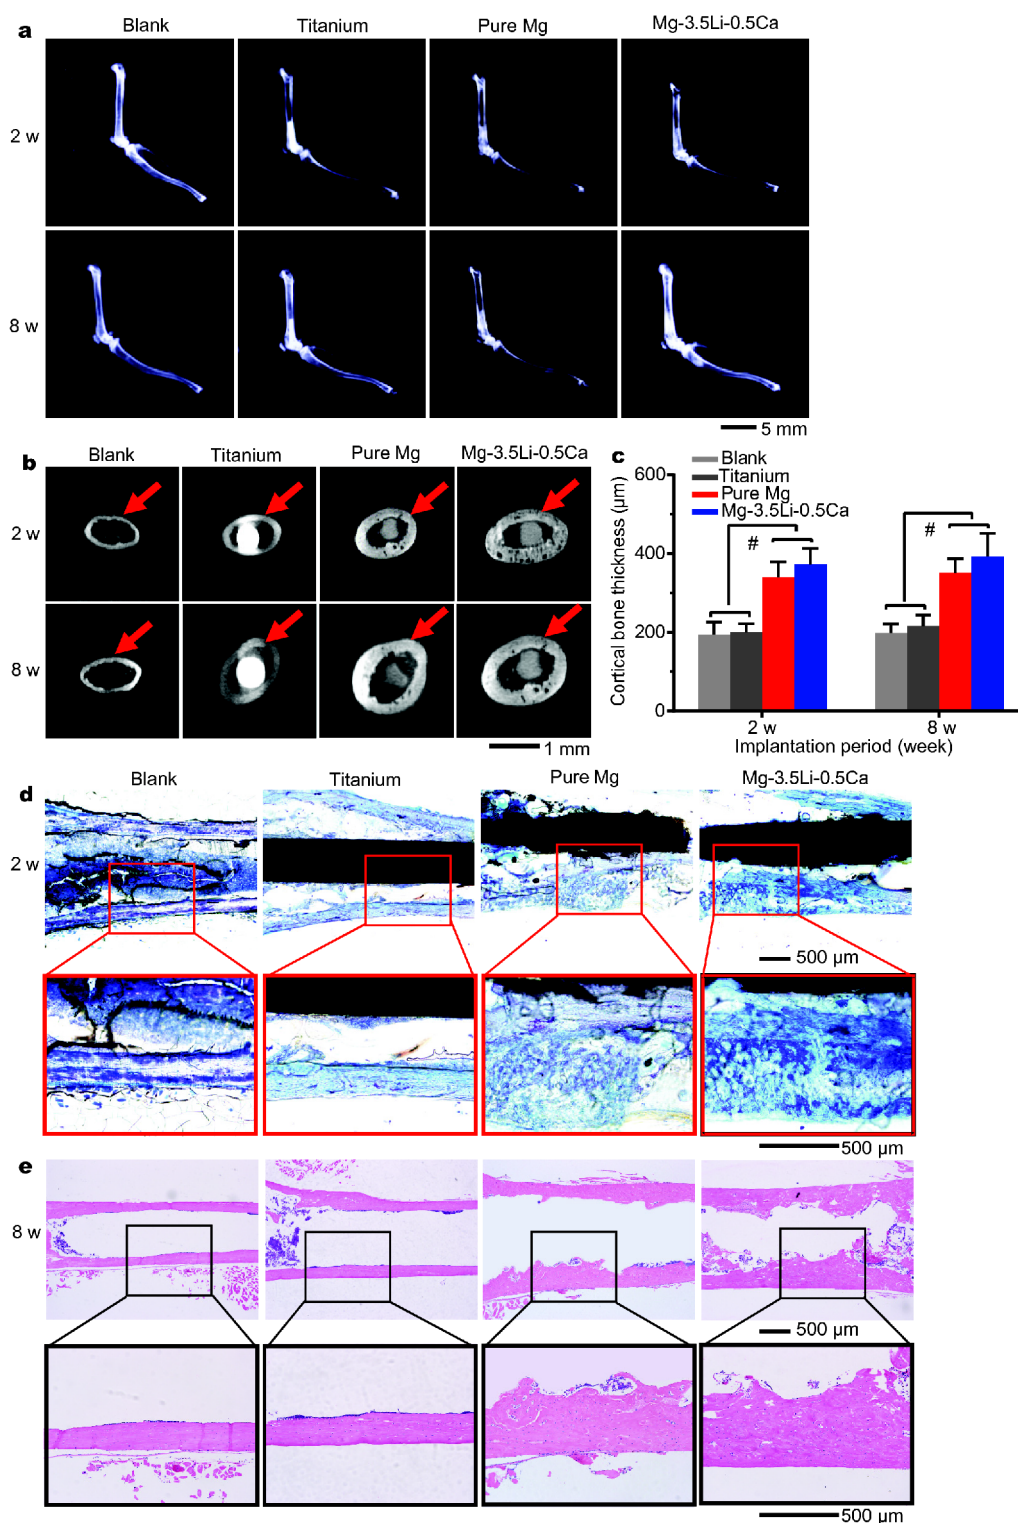 a
Blank Titanium Pure Mg Mg-3.5Li-0.5Ca
2 w
8 w
5 mm
b
Blank Titanium Pure Mg Mg-3.5Li-0.5Ca
2 w
8 w
1 mm
c
Blank
Titanium
Pure Mg
Mg-3.5Li-0.5Ca
Cortical bone thickness (µm)
600
400
200
0
# #
2 w 8 w
Implantation period (week)
d
Blank Titanium Pure Mg Mg-3.5Li-0.5Ca
2 w
500 µm
500 µm
e
8 w
500 µm
500 µm